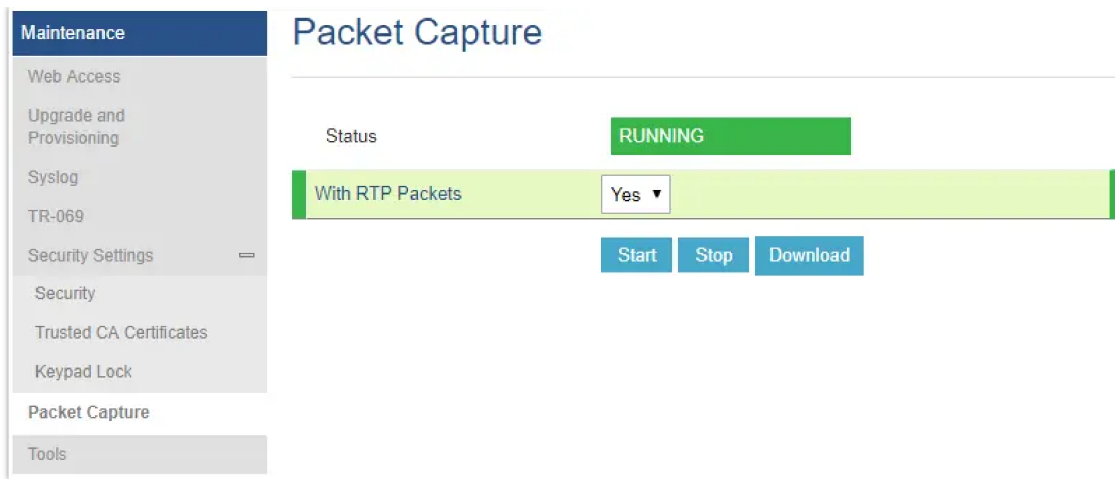 Maintenance
Web Access
Upgrade and
Provisioning
Syslog
TR-069
Security Settings
Security
Trusted CA Certificates
Keypad Lock
Packet Capture
Tools
Packet Capture
Status RUNNING
With RTP Packets Yes
Start Stop Download